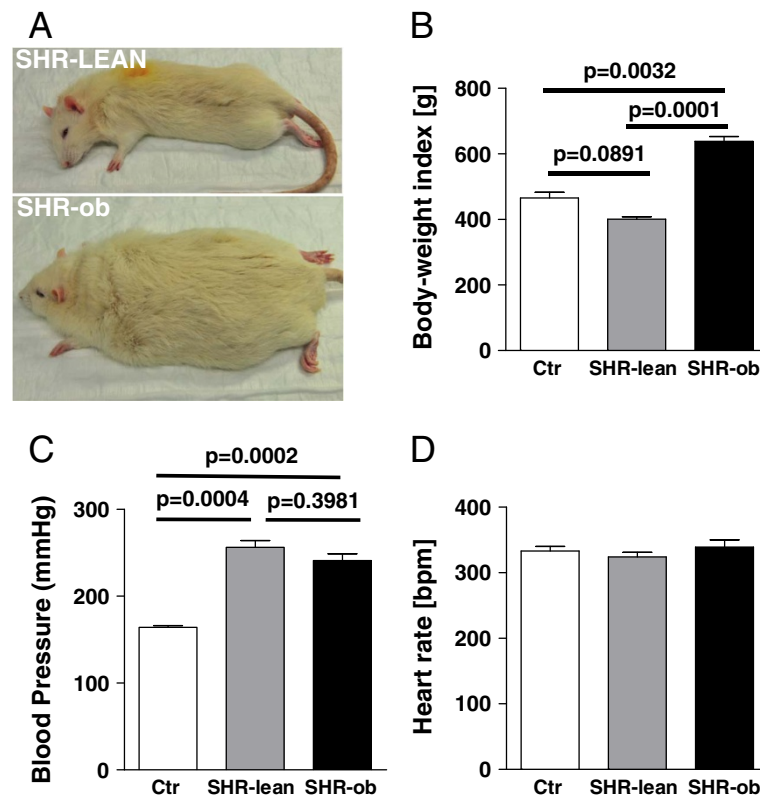 A
SHR-LEAN
SHR-ob
B
Body-weight index [g]
p=0.0032
p=0.0001
p=0.0891
800
600
400
200
0
Ctr SHR-lean SHR-ob
C
Blood Pressure (mmHg)
p=0.0002
p=0.0004 p=0.3981
300
200
100
0
Ctr SHR-lean SHR-ob
D
Heart rate [bpm]
400
300
200
100
0
Ctr SHR-lean SHR-ob